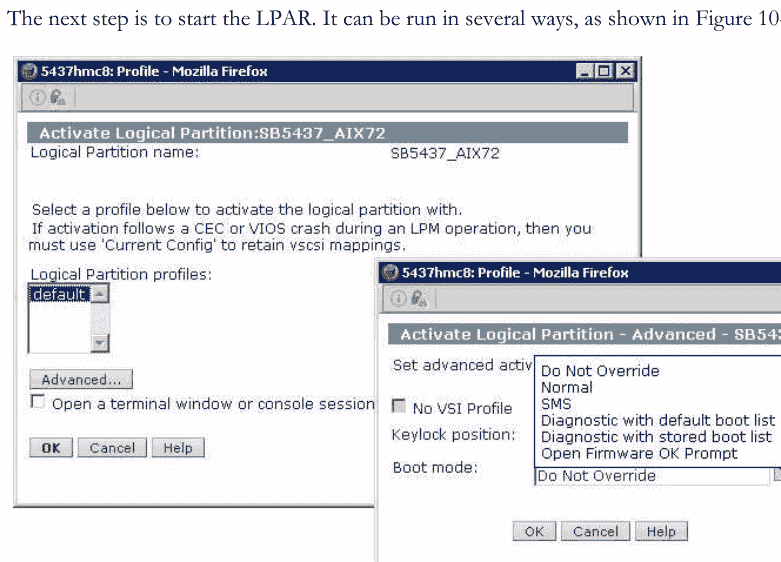 The next step is to start the LPAR. It can be run in several ways, as shown in Figure 10-
5437hmc8: Profile - Mozilla Firefox
Activate Logical Partition:SB5437_AIX72
Logical Partition name: SB5437_AIX72
Select a profile below to activate the logical partition with.
If activation follows a CEC or VIOS crash during an LPM operation, then you
must use 'Current Config' to retain vscsi mappings.
Logical Partition profiles:
default
Advanced...
Open a terminal window or console session
OK Cancel Help
5437hmc8: Profile - Mozilla Firefox
Activate Logical Partition - Advanced - SB543
Set advanced activ
Do Not Override
Normal
SMS
Diagnostic with default boot list
Diagnostic with stored boot list
Open Firmware OK Prompt
No VSI Profile
Keylock position:
Boot mode: Do Not Override
OK Cancel Help